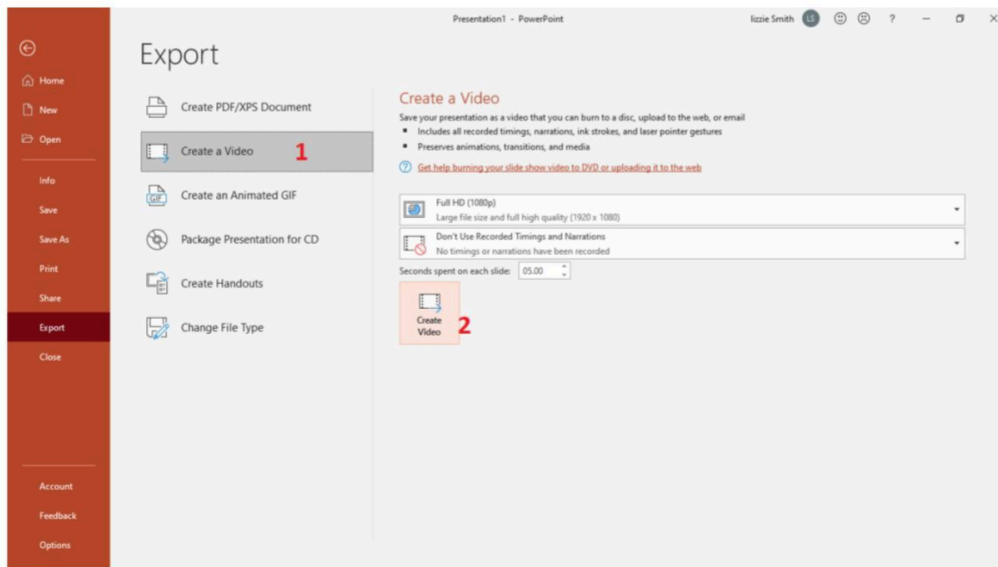 Presentation1 - PowerPoint
lizzie Smith LS ?
Export
Home
New
Open
Info
Save
Save As
Print
Share
Export
Close
Account
Feedback
Options
Create PDF/XPS Document
Create a Video 1
GIF Create an Animated GIF
Package Presentation for CD
Create Handouts
Change File Type
Create a Video
Save your presentation as a video that you can burn to a disc, upload to the web, or email
▪ Includes all recorded timings, narrations, ink strokes, and laser pointer gestures
▪ Preserves animations, transitions, and media
? Get help burning your slide show video to DVD or uploading it to the web
Full HD (1080p)
Large file size and full high quality (1920 x 1080)
Don't Use Recorded Timings and Narrations
No timings or narrations have been recorded
Seconds spent on each slide: 05.00
Create
Video 2